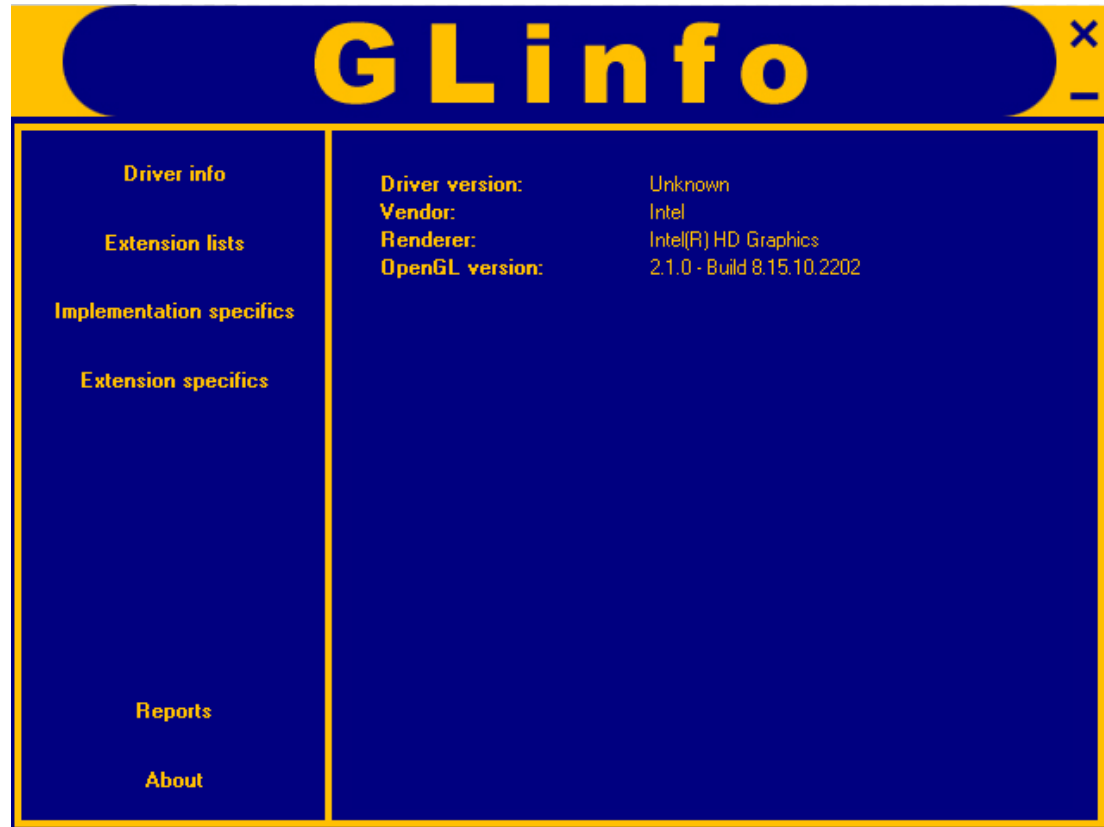 GLinfo
Driver info
Extension lists
Implementation specifics
Extension specifics
Reports
About
Driver version: Unknown
Vendor: Intel
Renderer: Intel(R) HD Graphics
OpenGL version: 2.1.0 - Build 8.15.10.2202